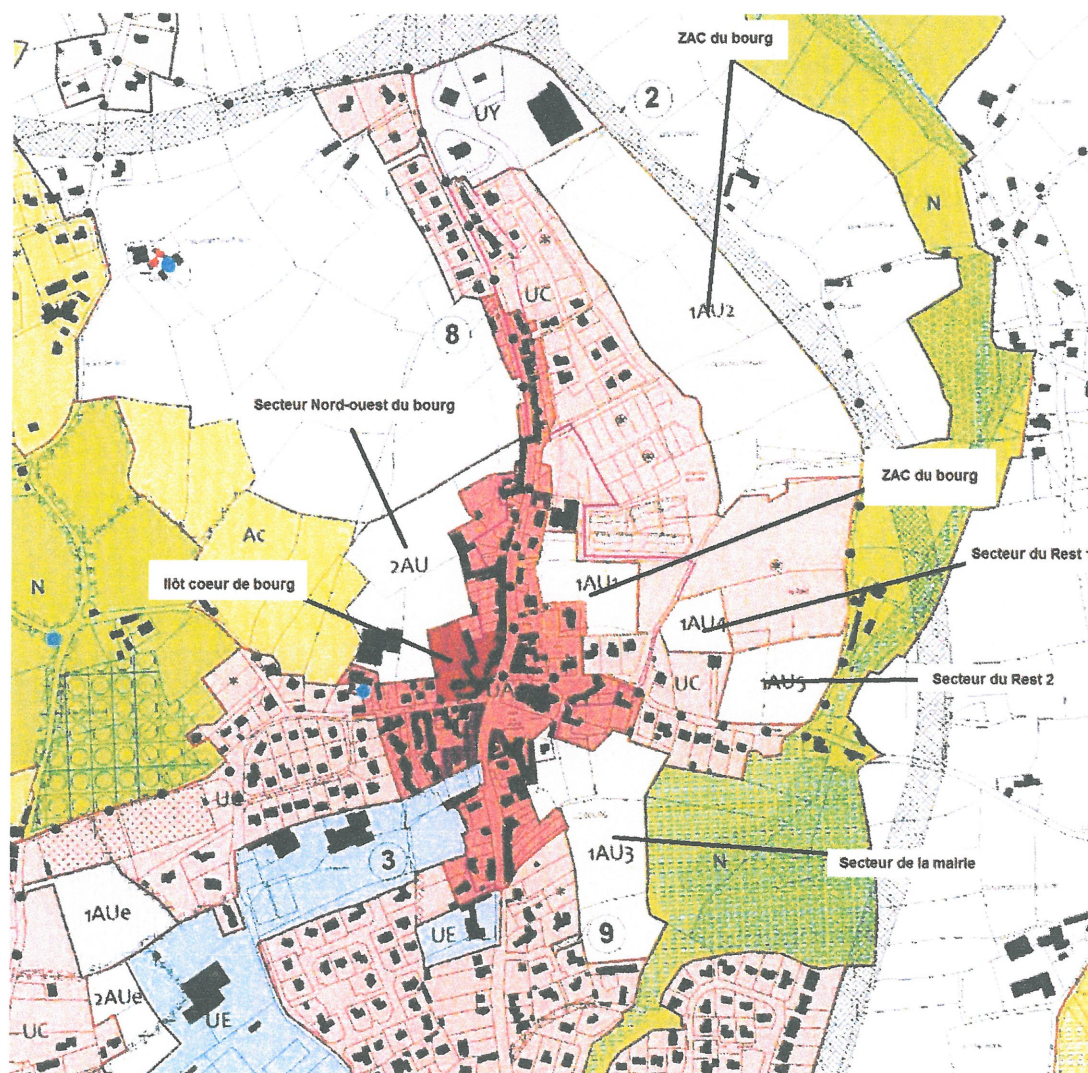 ZAC du bourg
2
UY
N
UC
1AU2
8
Secteur Nord-ouest du bourg
ZAC du bourg
Ac
2AU
Secteur du Rest 1
Ilôt coeur de bourg
1AU1
N
1AU4
UC
1AU5
Secteur du Rest 2
UA
3
1AU3
N
Secteur de la mairie
1AUe
UE
9
2AUe
UE
UC